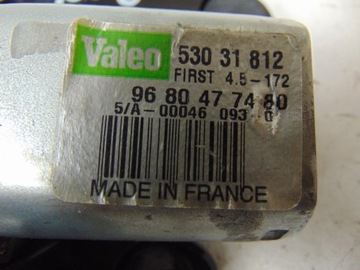 Valeo 530 31 812
FIRST 4.5-172
96 80 47 74 80
5/A-00046 093-0
MADE IN FRANCE